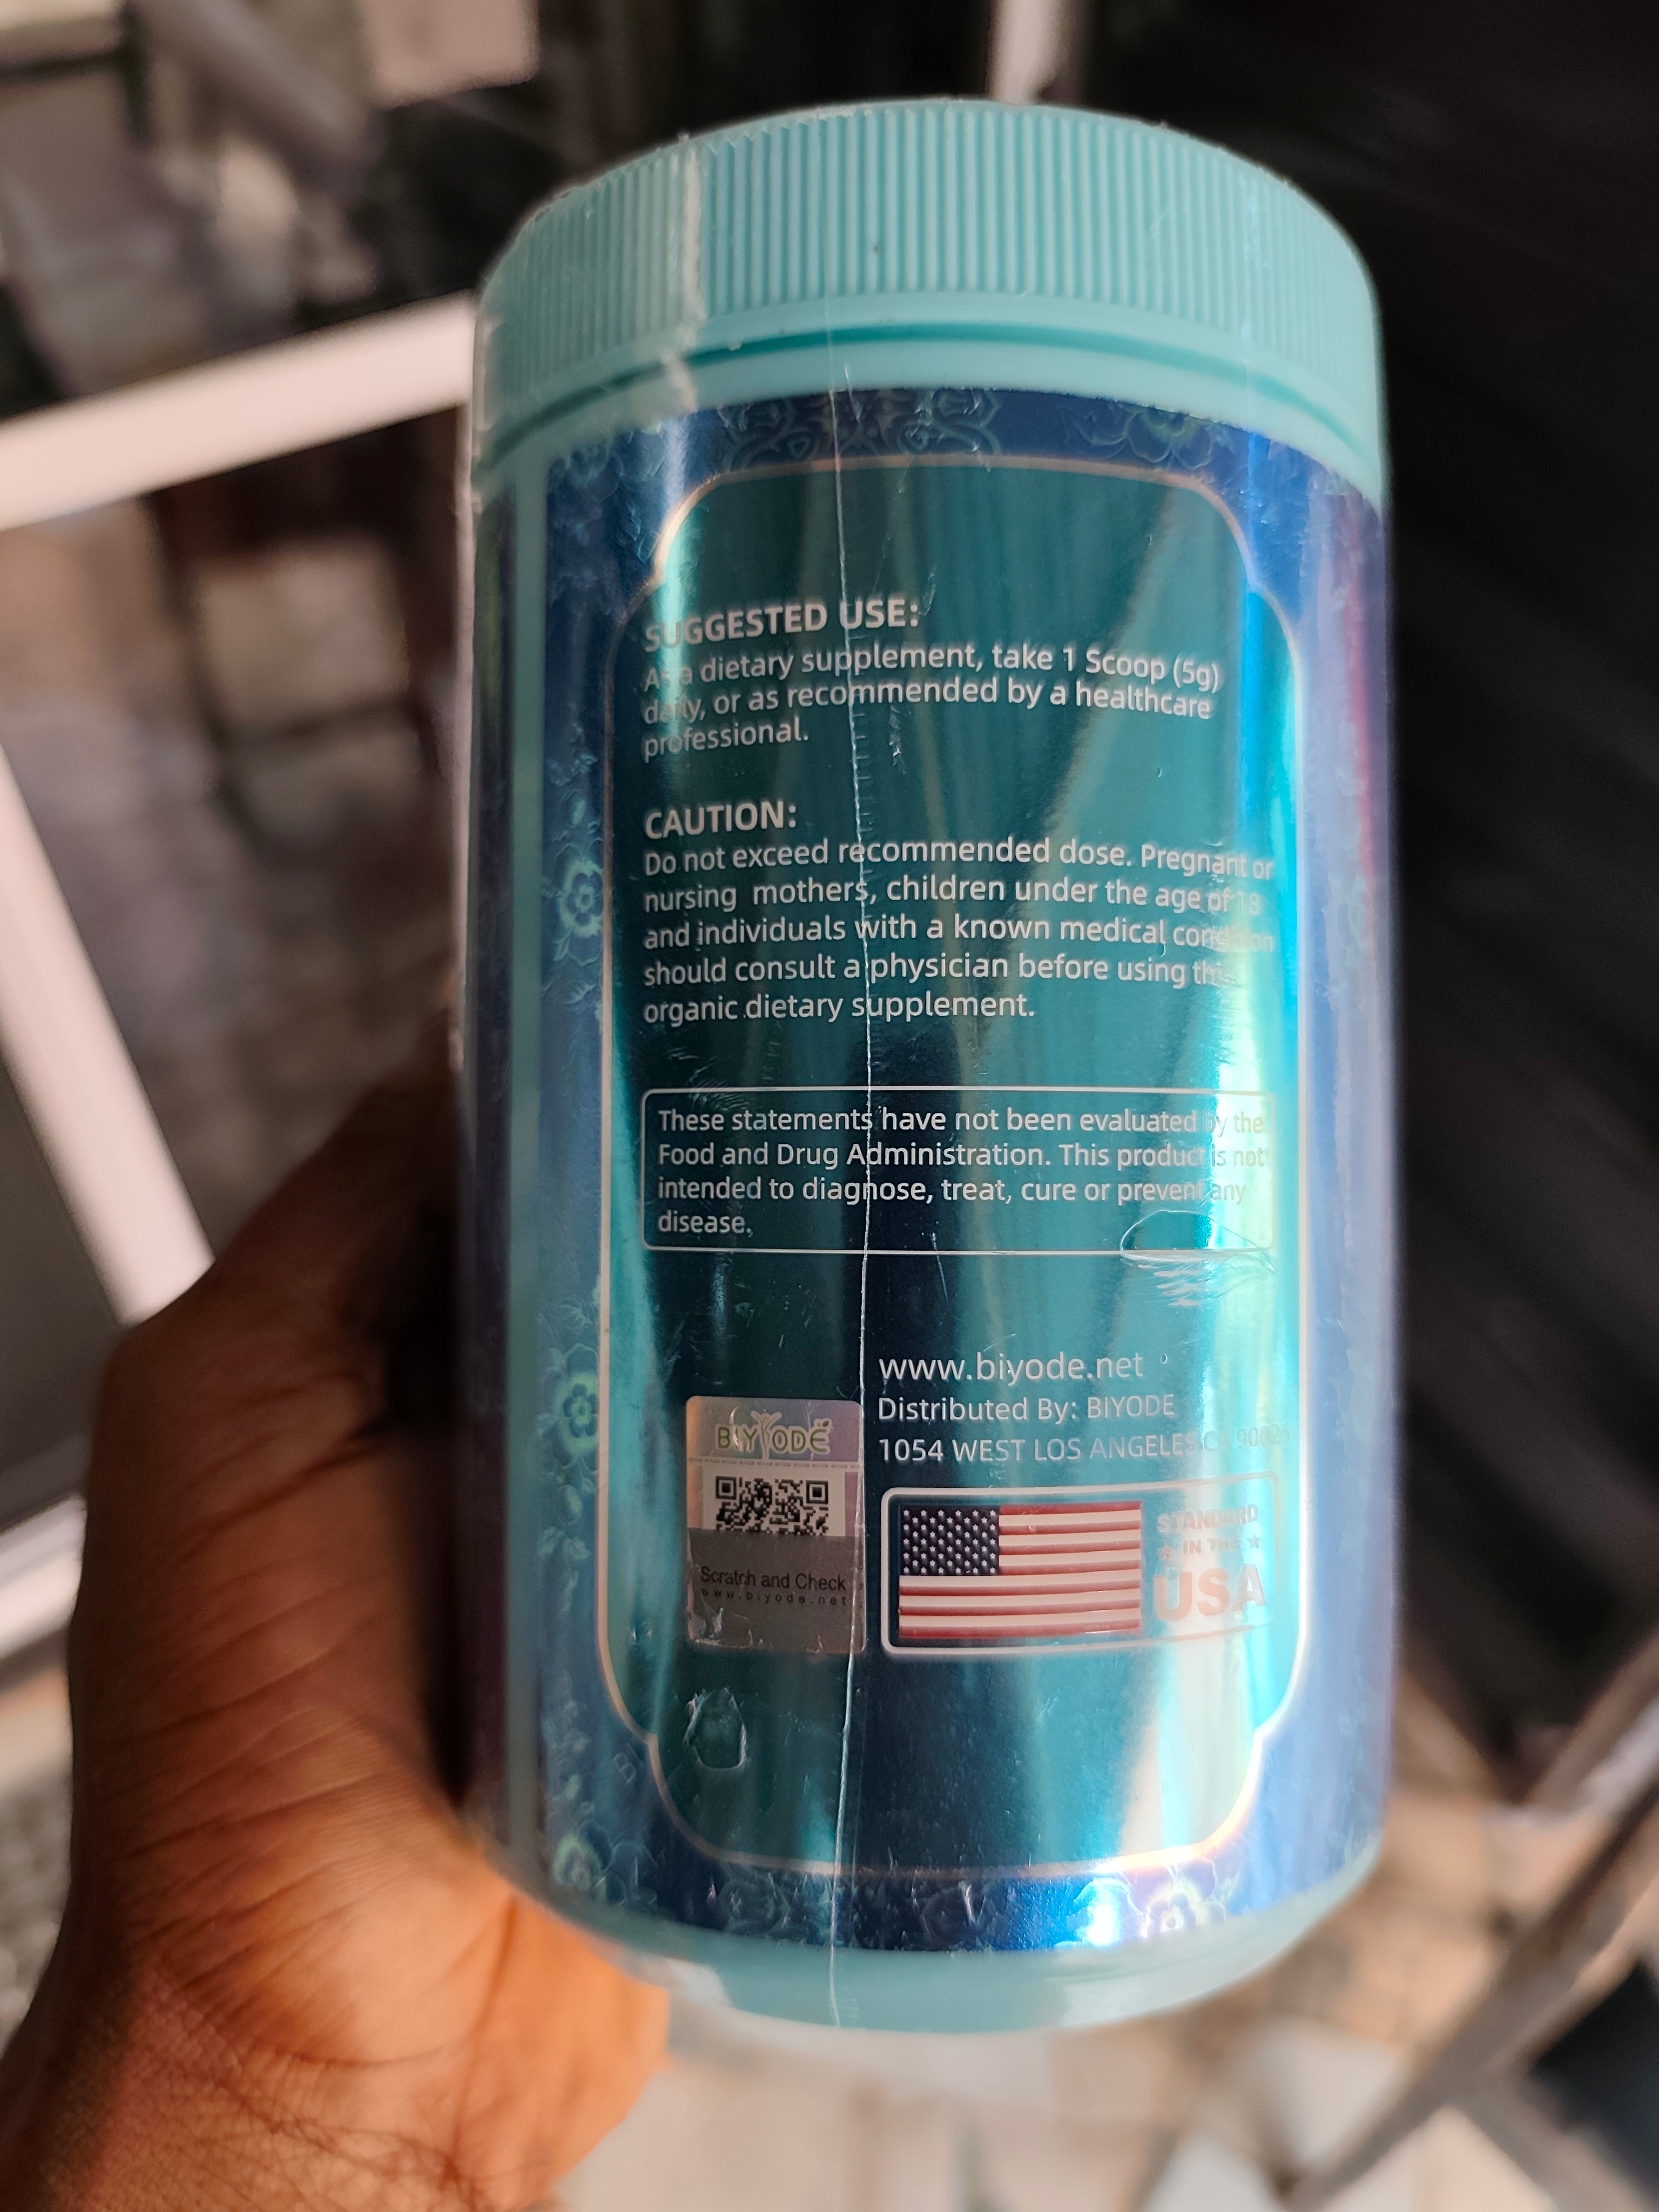 SUGGESTED USE:
As a dietary supplement, take 1 Scoop (5g)
daily, or as recommended by a healthcare
professional.
CAUTION:
Do not exceed recommended dose. Pregnant or
nursing mothers, children under the age of 18
and individuals with a known medical condition
should consult a physician before using this
organic dietary supplement.
These statements have not been evaluated by the
Food and Drug Administration. This product is not
intended to diagnose, treat, cure or prevent any
disease.
www.biyode.net
Distributed By: BIYODE
1054 WEST LOS ANGELES CA
BIYODE
Scratch and Check
www.biyode.net
STANDARD
IN THE
USA